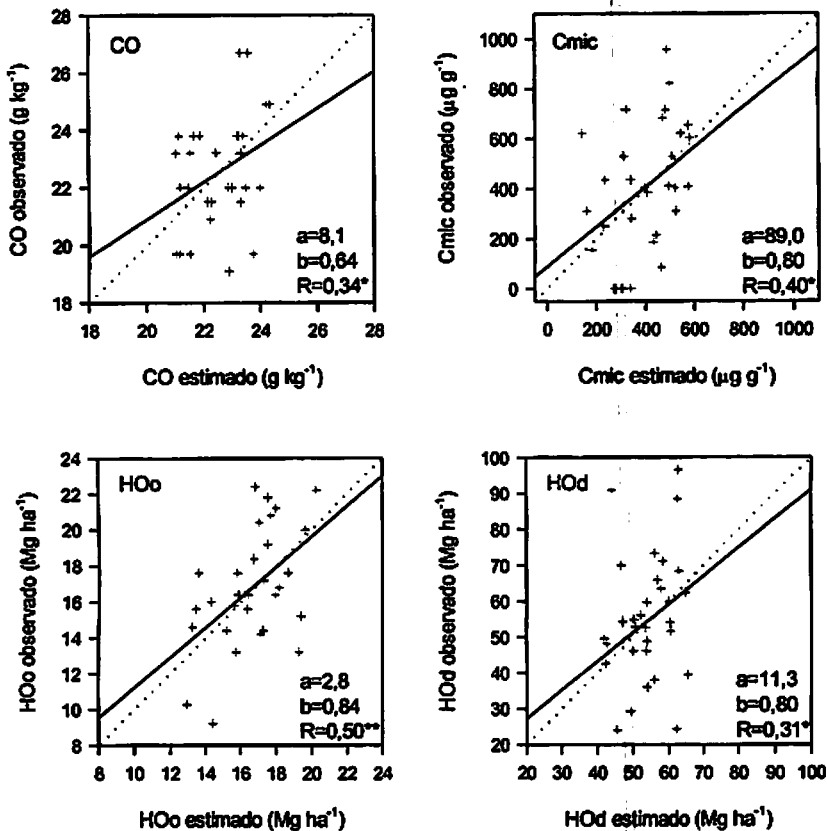 CO
CO observado (g kg⁻¹)
28
26
24
22
20
18
a=8,1
b=0,64
R=0,34*
18 20 22 24 26 28
CO estimado (g kg⁻¹)
Cmic
Cmic observado (µg g⁻¹)
1000
800
600
400
200
0
a=89,0
b=0,80
R=0,40*
0 200 400 600 800 1000
Cmic estimado (µg g⁻¹)
HOo
HOo observado (Mg ha⁻¹)
24
22
20
18
16
14
12
10
8
a=2,8
b=0,84
R=0,50**
8 10 12 14 16 18 20 22 24
HOo estimado (Mg ha⁻¹)
HOd
HOd observado (Mg ha⁻¹)
100
90
80
70
60
50
40
30
20
a=11,3
b=0,80
R=0,31*
20 30 40 50 60 70 80 90 100
HOd estimado (Mg ha⁻¹)